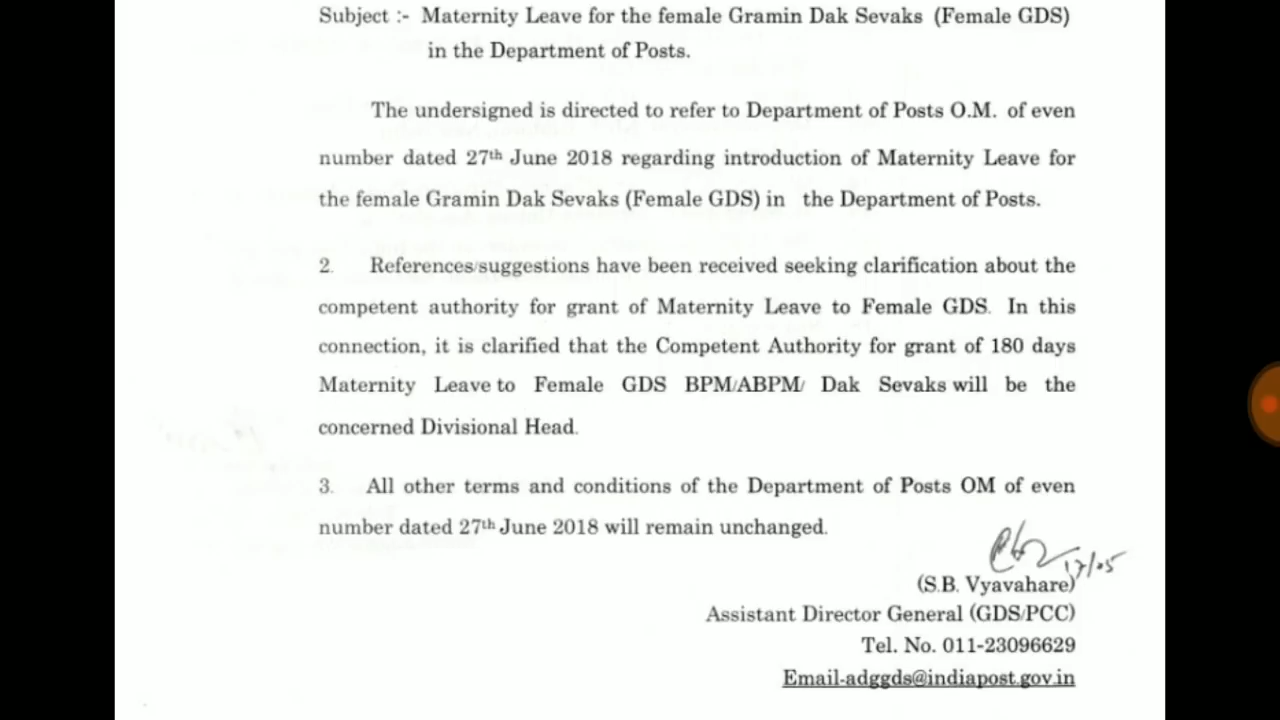 Subject :- Maternity Leave for the female Gramin Dak Sevaks (Female GDS)
in the Department of Posts.
The undersigned is directed to refer to Department of Posts O.M. of even
number dated 27th June 2018 regarding introduction of Maternity Leave for
the female Gramin Dak Sevaks (Female GDS) in the Department of Posts.
2. References/suggestions have been received seeking clarification about the
competent authority for grant of Maternity Leave to Female GDS. In this
connection, it is clarified that the Competent Authority for grant of 180 days
Maternity Leave to Female GDS BPM/ABPM/ Dak Sevaks will be the
concerned Divisional Head.
3. All other terms and conditions of the Department of Posts OM of even
number dated 27th June 2018 will remain unchanged.
17/05
(S.B. Vyavahare)
Assistant Director General (GDS/PCC)
Tel. No. 011-23096629
Email-adggds@indiapost.gov.in